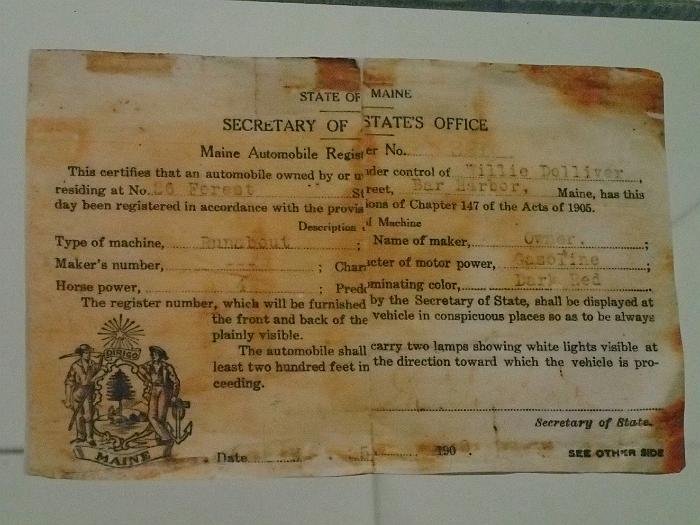 STATE OF MAINE
SECRETARY OF STATE'S OFFICE
Maine Automobile Register No.
This certifies that an automobile owned by or under control of Willie Dolliver
residing at No. 26 Forest Street, Bar Harbor, Maine, has this
day been registered in accordance with the provisions of Chapter 147 of the Acts of 1905.
Description of Machine
Type of machine, Runabout ; Name of maker, Owner. ;
Maker's number, ; Character of motor power, Gasoline ;
Horse power, 4 ; Predominating color, Dark Red
The register number, which will be furnished by the Secretary of State, shall be displayed at
the front and back of the vehicle in conspicuous places so as to be always
plainly visible.
The automobile shall carry two lamps showing white lights visible at
least two hundred feet in the direction toward which the vehicle is pro-
ceeding.
DIRIGO
MAINE
Secretary of State.
Date 190
SEE OTHER SIDE